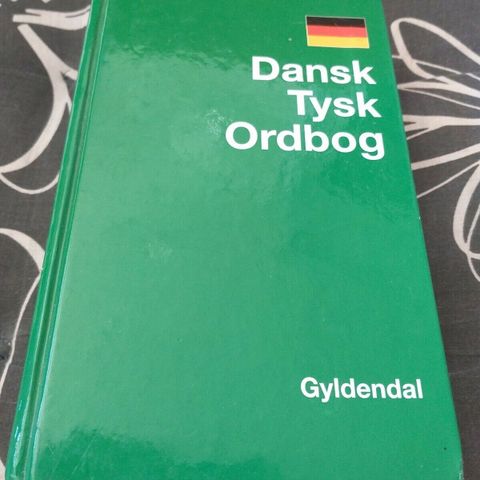 Dansk
Tysk
Ordbog
Gyldendal